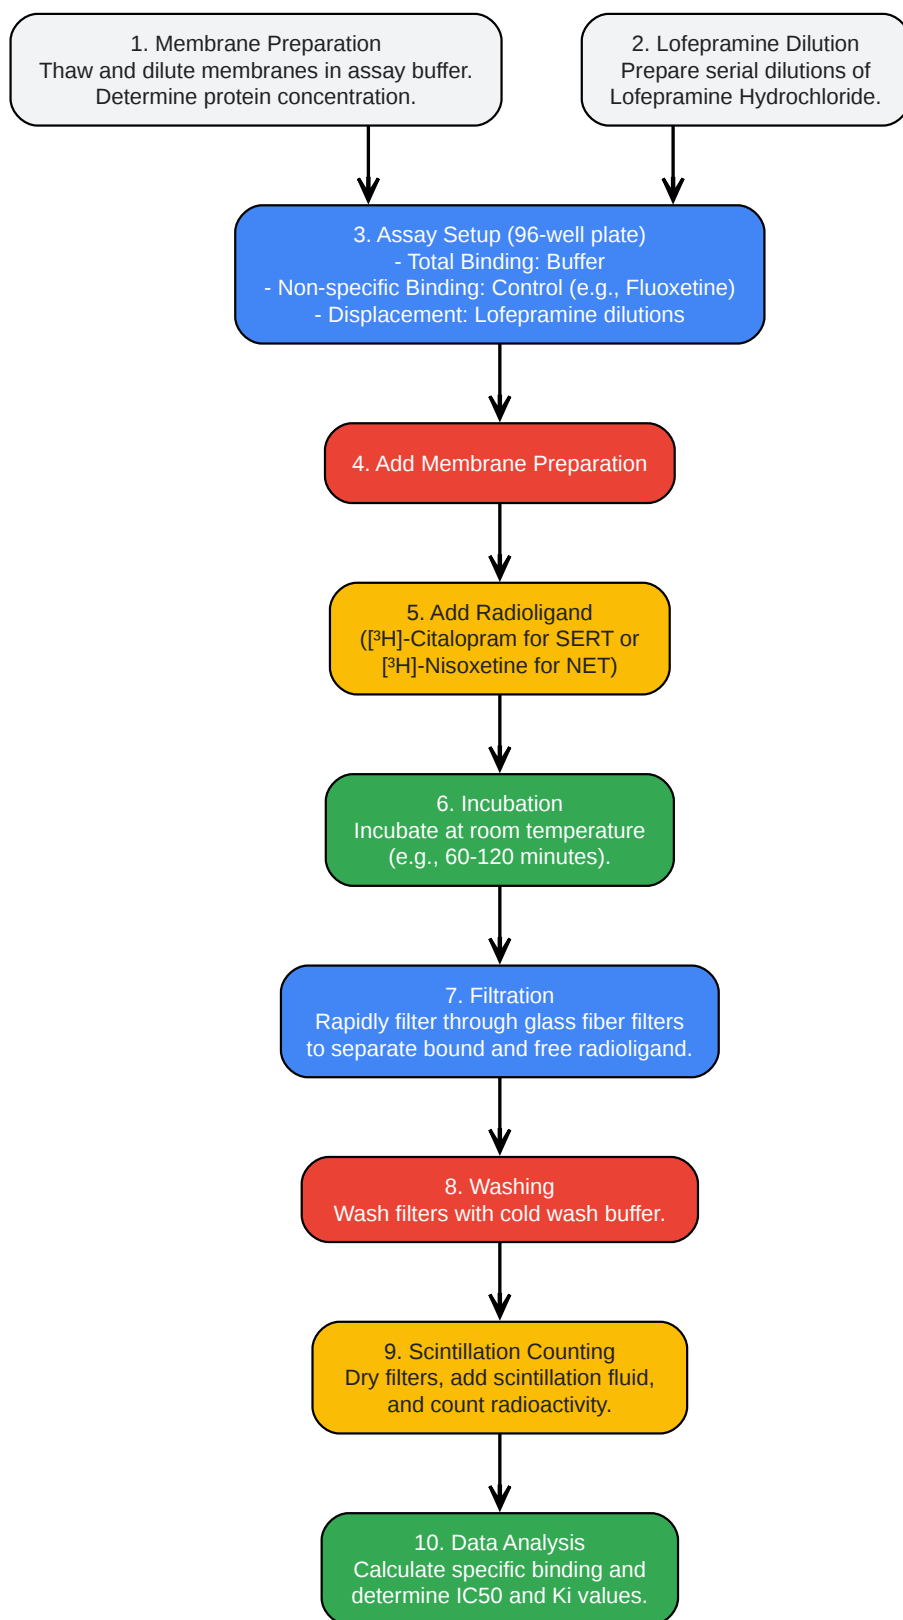 1. Membrane Preparation
Thaw and dilute membranes in assay buffer.
Determine protein concentration.
2. Lofepramine Dilution
Prepare serial dilutions of
Lofepramine Hydrochloride.
3. Assay Setup (96-well plate)
- Total Binding: Buffer
- Non-specific Binding: Control (e.g., Fluoxetine)
- Displacement: Lofepramine dilutions
4. Add Membrane Preparation
5. Add Radioligand
([³H]-Citalopram for SERT or
[³H]-Nisoxetine for NET)
6. Incubation
Incubate at room temperature
(e.g., 60-120 minutes).
7. Filtration
Rapidly filter through glass fiber filters
to separate bound and free radioligand.
8. Washing
Wash filters with cold wash buffer.
9. Scintillation Counting
Dry filters, add scintillation fluid,
and count radioactivity.
10. Data Analysis
Calculate specific binding and
determine IC50 and Ki values.